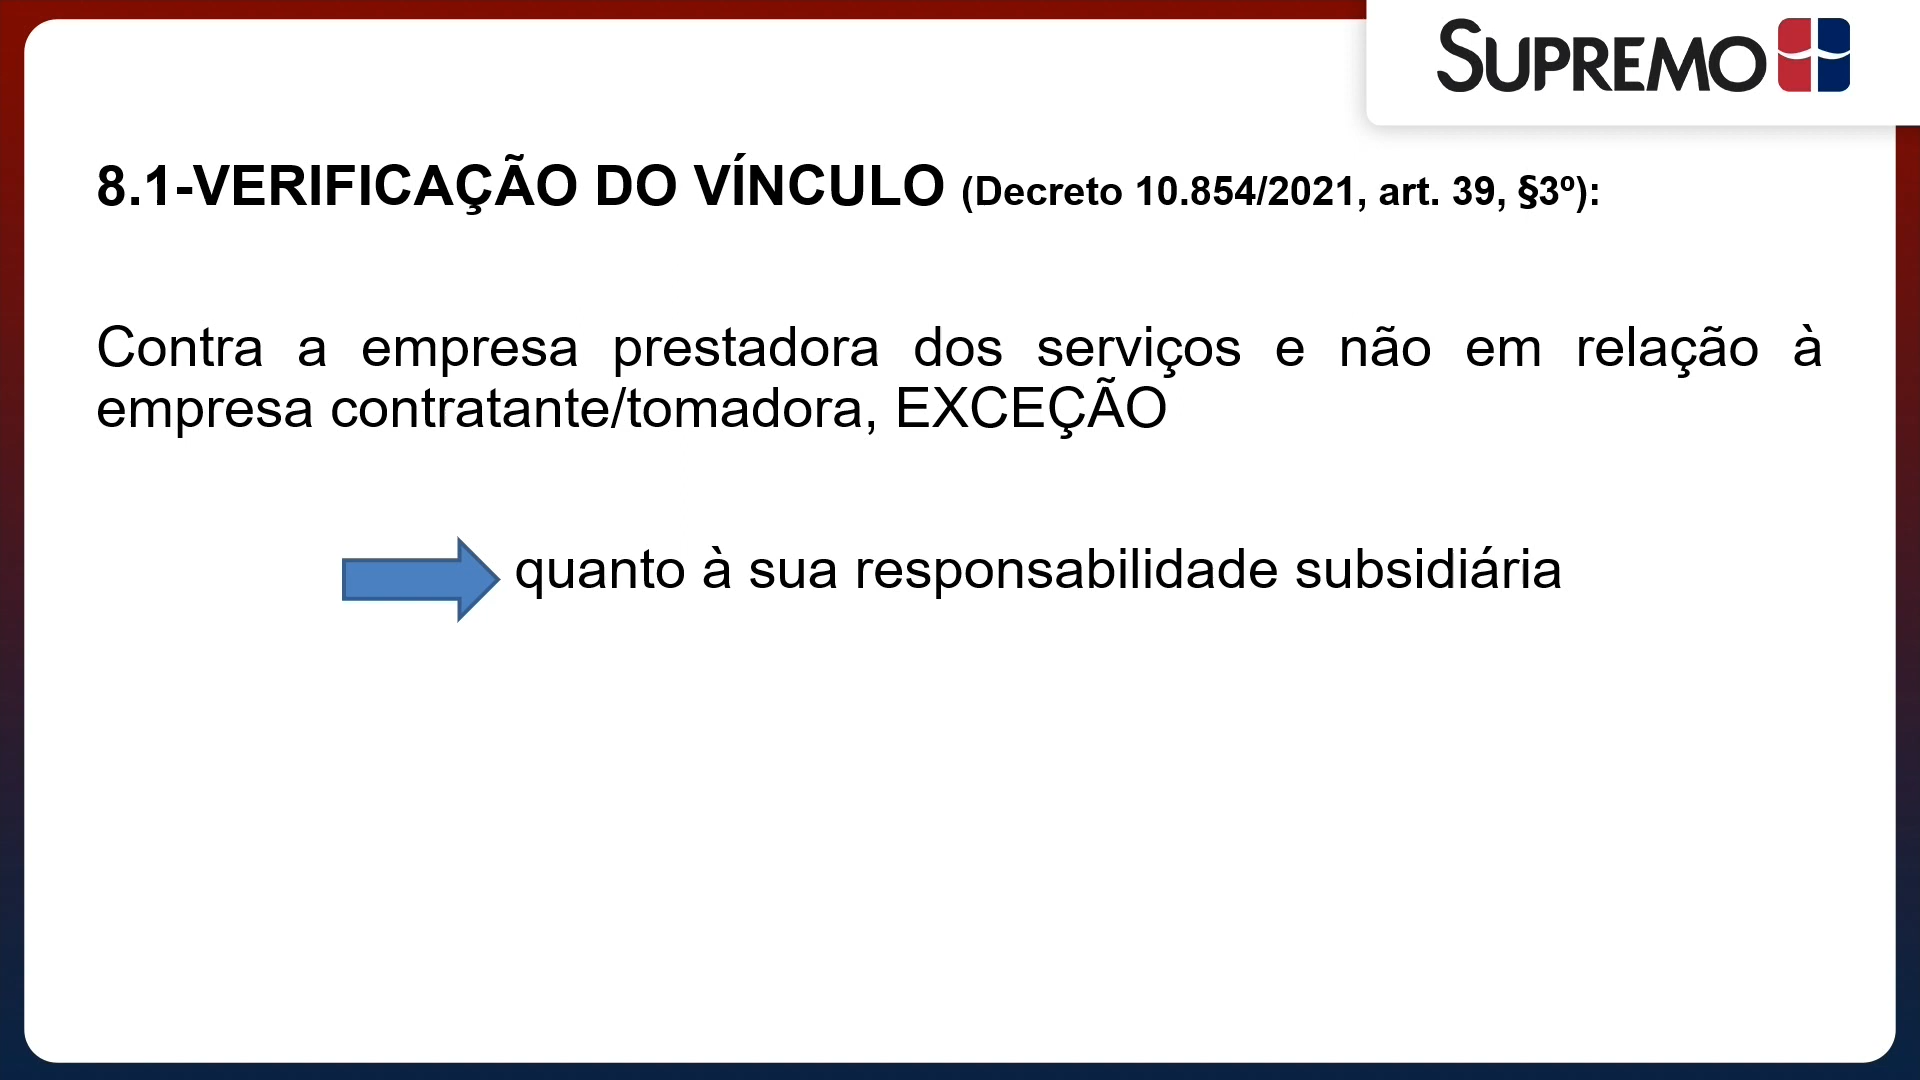 SUPREMO
8.1-VERIFICAÇÃO DO VÍNCULO (Decreto 10.854/2021, art. 39, §3º):
Contra a empresa prestadora dos serviços e não em relação à
empresa contratante/tomadora, EXCEÇÃO
quanto à sua responsabilidade subsidiária